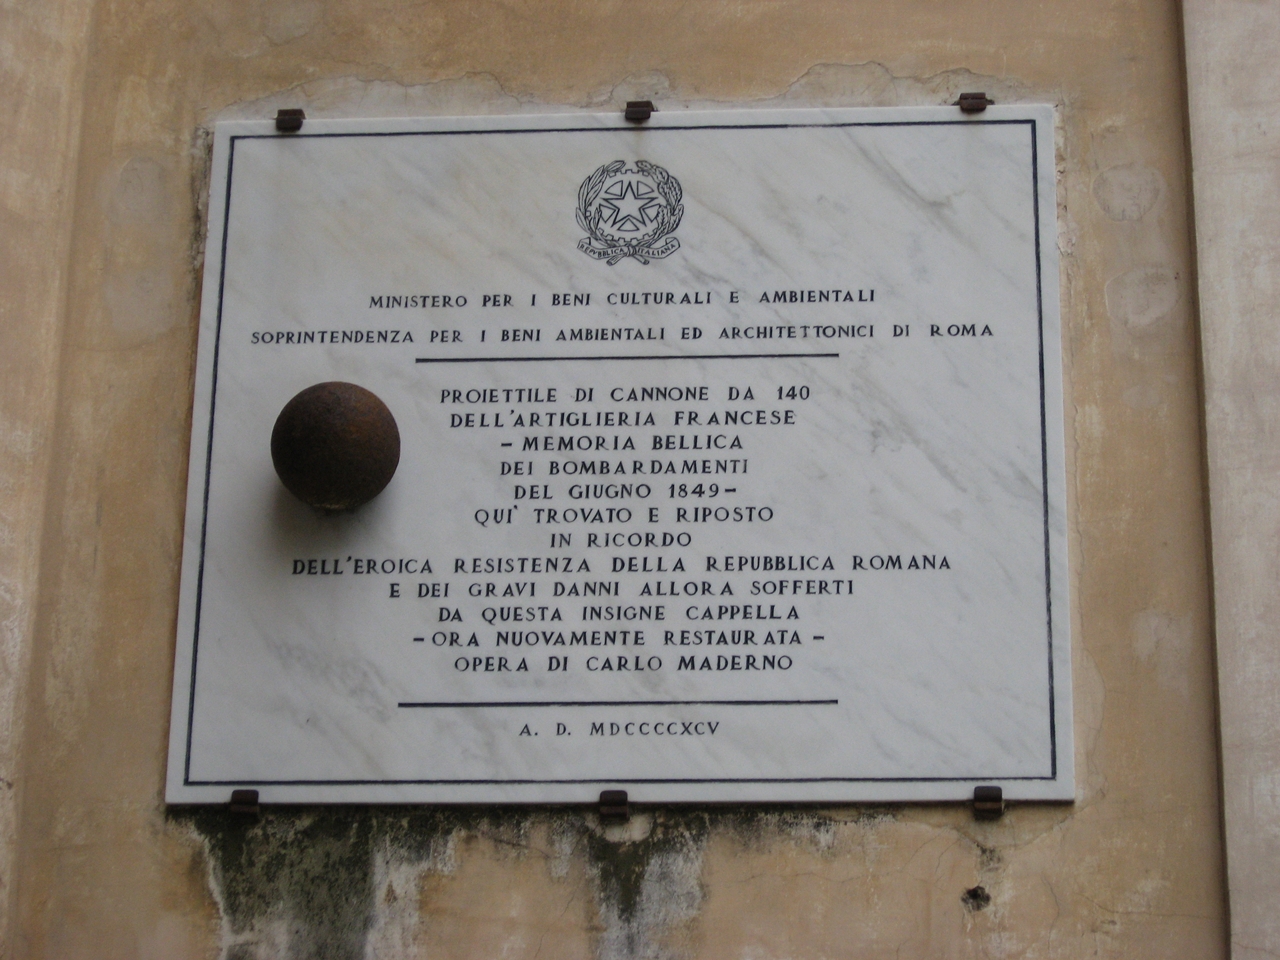 REPVBBLICA ITALIANA
MINISTERO PER I BENI CULTURALI E AMBIENTALI
SOPRINTENDENZA PER I BENI AMBIENTALI ED ARCHITETTONICI DI ROMA
PROIETTILE DI CANNONE DA 140
DELL'ARTIGLIERIA FRANCESE
-MEMORIA BELLICA
DEI BOMBARDAMENTI
DEL GIUGNO 1849-
QUI' TROVATO E RIPOSTO
IN RICORDO
DELL'EROICA RESISTENZA DELLA REPUBBLICA ROMANA
E DEI GRAVI DANNI ALLORA SOFFERTI
DA QUESTA INSIGNE CAPPELLA
-ORA NUOVAMENTE RESTAURATA-
OPERA DI CARLO MADERNO
A. D. MDCCCCXCV